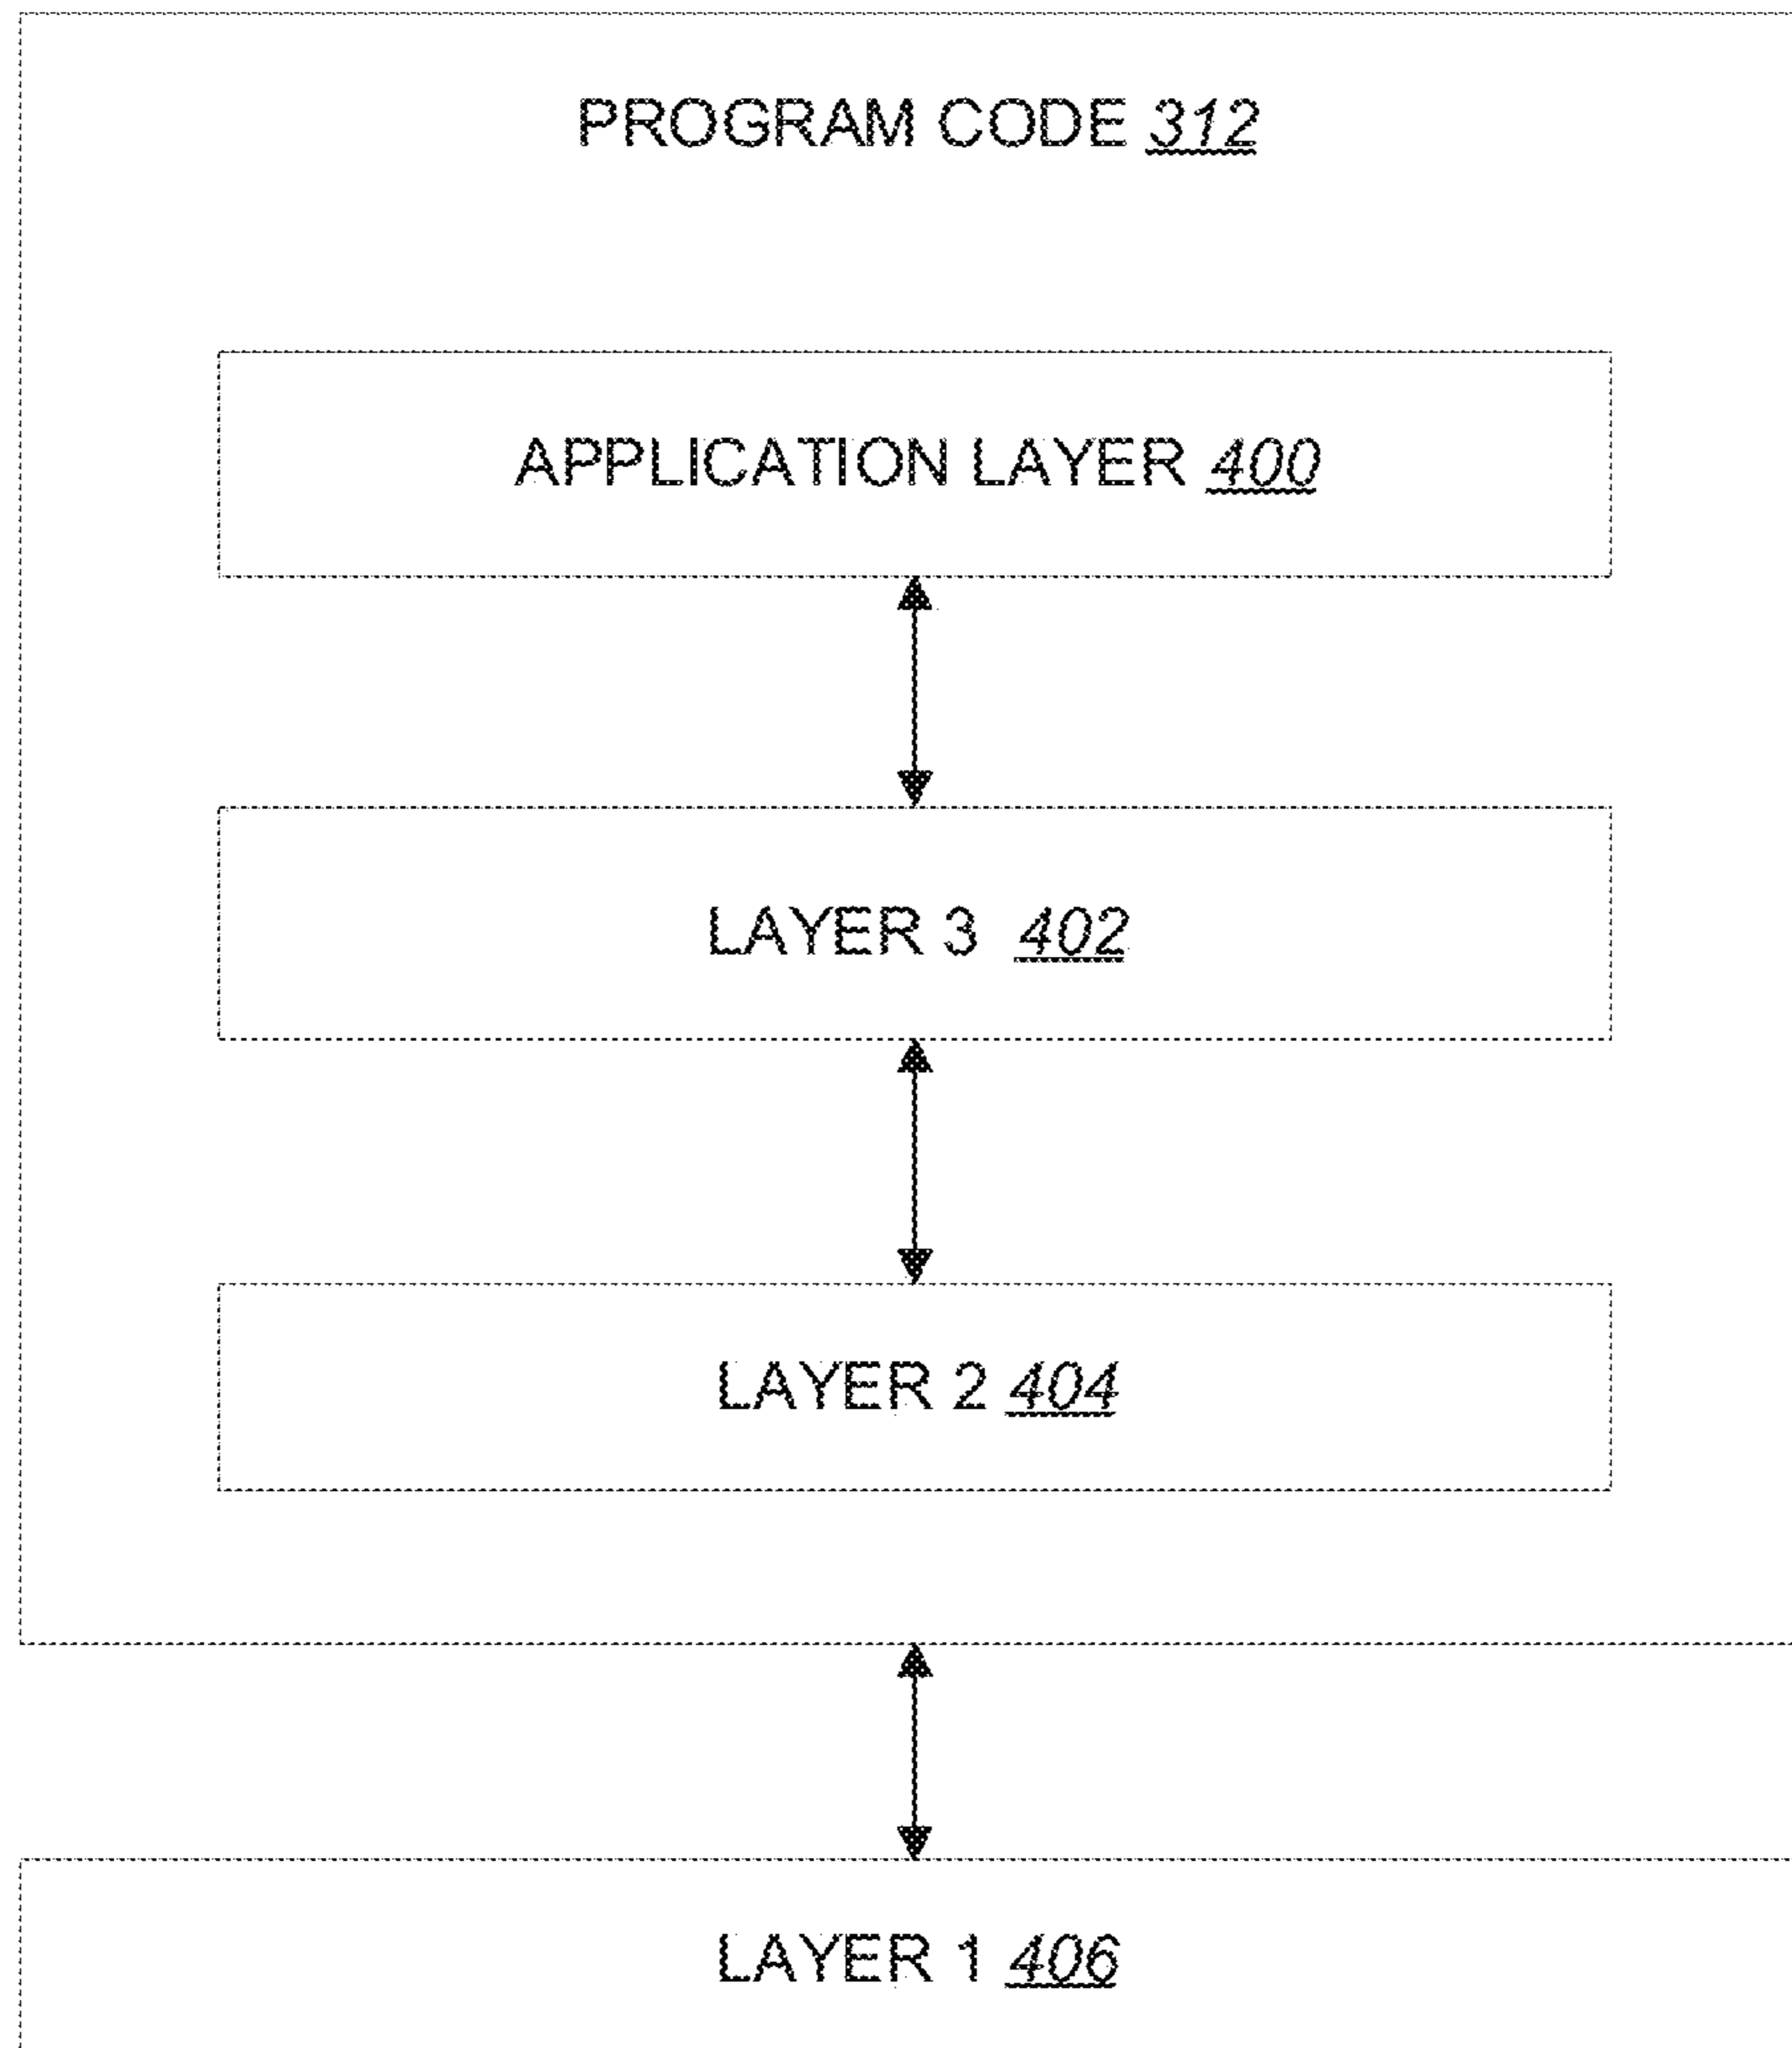 PROGRAM CODE 312
APPLICATION LAYER 400
LAYER 3 402
LAYER 2 404
LAYER 1 406